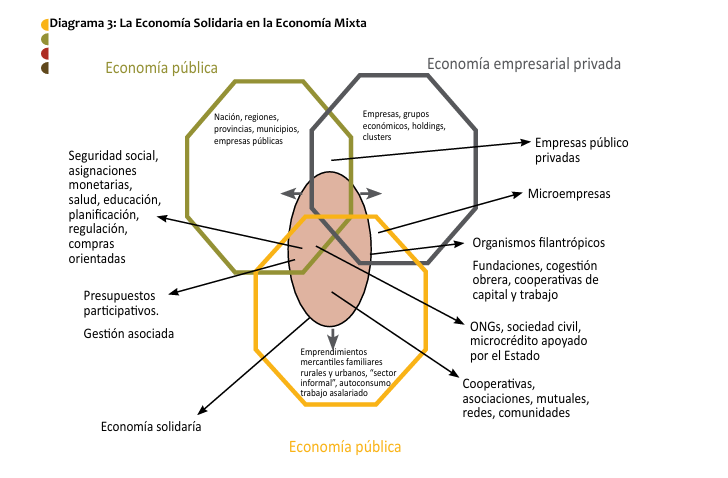 Diagrama 3: La Economía Solidaria en la Economía Mixta
Economía pública
Economía empresarial privada
Nación, regiones,
provincias, municipios,
empresas públicas
Empresas, grupos
económicos, holdings,
clusters
Empresas público
privadas
Seguridad social,
asignaciones
monetarias,
salud, educación,
planificación,
regulación,
compras
orientadas
Microempresas
Organismos filantrópicos
Fundaciones, cogestión
obrera, cooperativas de
capital y trabajo
Presupuestos
participativos.
Gestión asociada
ONGs, sociedad civil,
microcrédito apoyado
por el Estado
Emprendimientos
mercantiles familiares
rurales y urbanos, “sector
informal”, autoconsumo
trabajo asalariado
Cooperativas,
asociaciones, mutuales,
redes, comunidades
Economía solidaría
Economía pública